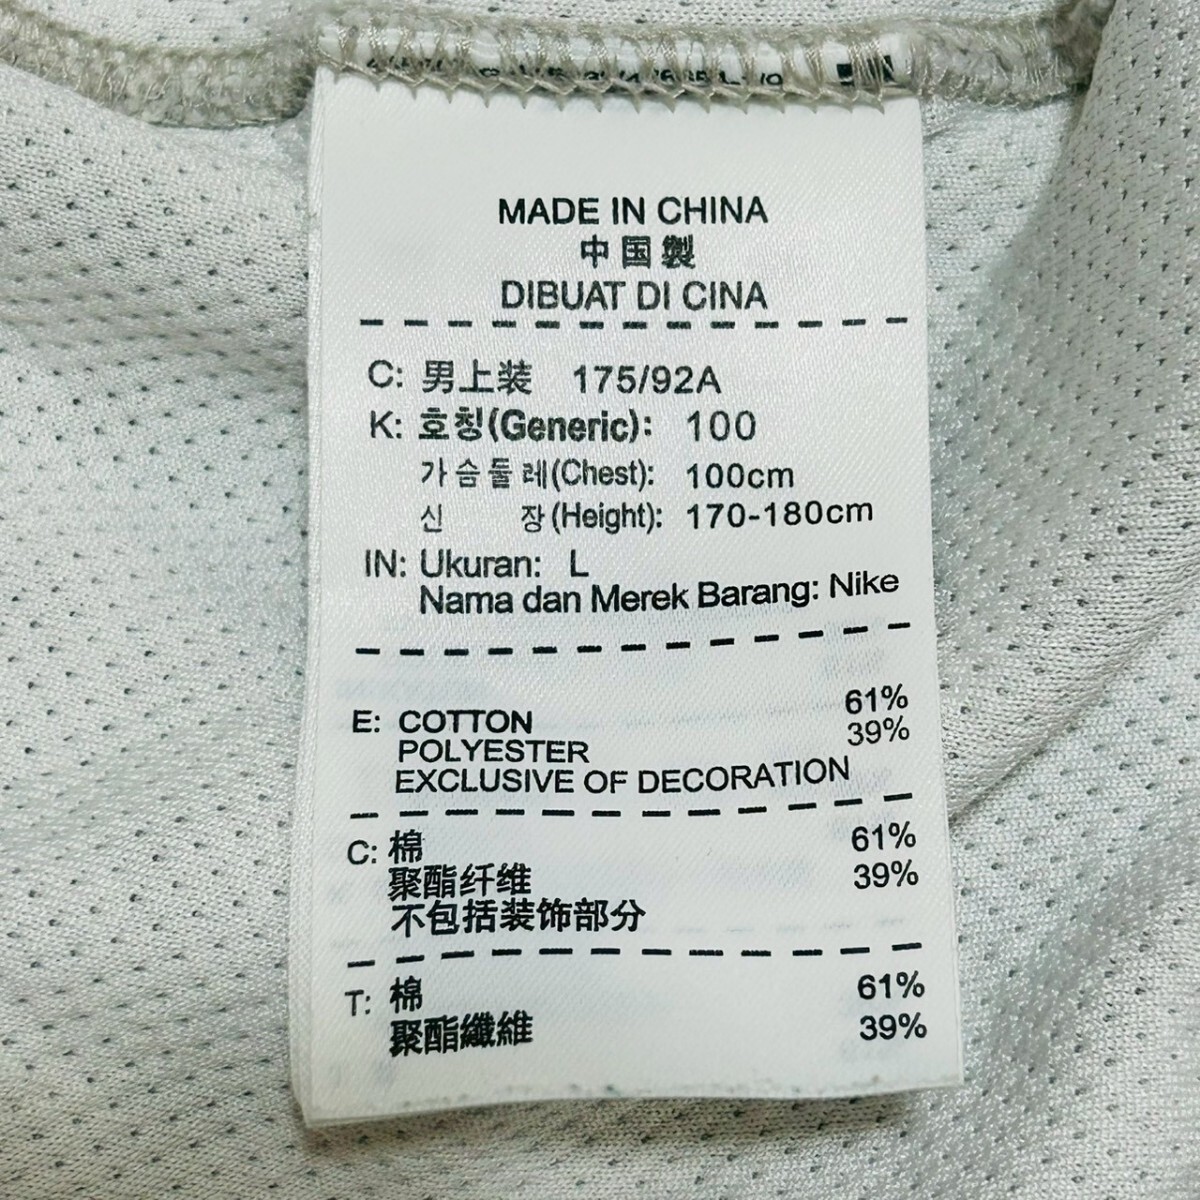 MADE IN CHINA
中国製
DIBUAT DI CINA
C: 男上装 175/92A
K: 호칭(Generic): 100
가슴둘레(Chest): 100cm
신 장(Height): 170-180cm
IN: Ukuran: L
Nama dan Merek Barang: Nike
E: COTTON 61%
POLYESTER 39%
EXCLUSIVE OF DECORATION
C: 棉 61%
聚酯纤维 39%
不包括装饰部分
T: 棉 61%
聚酯纖維 39%